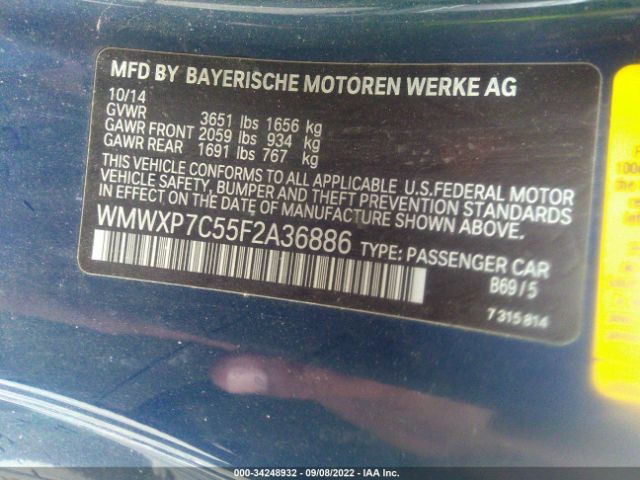 MFD BY BAYERISCHE MOTOREN WERKE AG
10/14
GVWR 3651 lbs 1656 kg
GAWR FRONT 2059 lbs 934 kg
GAWR REAR 1691 lbs 767 kg
THIS VEHICLE CONFORMS TO ALL APPLICABLE U.S.FEDERAL MOTOR
VEHICLE SAFETY, BUMPER AND THEFT PREVENTION STANDARDS
IN EFFECT ON THE DATE OF MANUFACTURE SHOWN ABOVE.
WMWXP7C55F2A36886 TYPE: PASSENGER CAR
B69/5
7315814
000-34248932 - 09/08/2022 - IAA Inc.